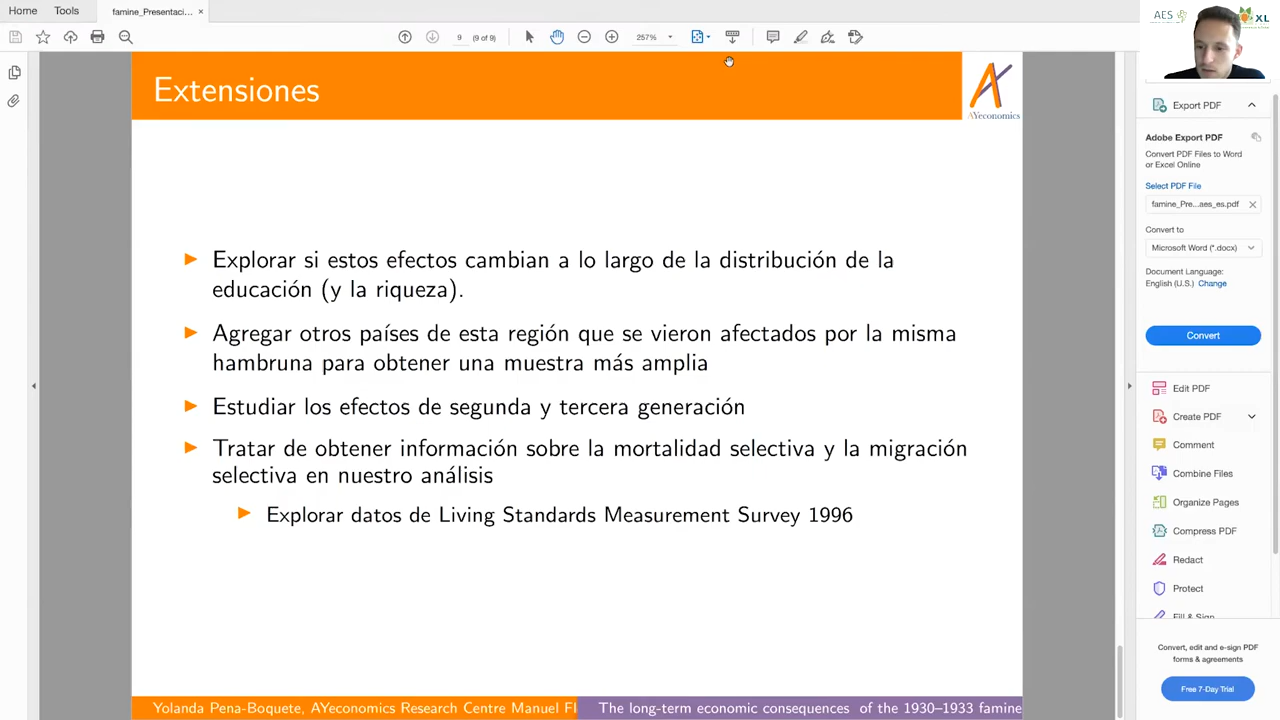 Home
Tools
famine_Presentaci...
9
(9 of 9)
257%
AES
XL
Extensiones
AYeconomics
Explorar si estos efectos cambian a lo largo de la distribución de la
educación (y la riqueza).
Agregar otros países de esta región que se vieron afectados por la misma
hambruna para obtener una muestra más amplia
Estudiar los efectos de segunda y tercera generación
Tratar de obtener información sobre la mortalidad selectiva y la migración
selectiva en nuestro análisis
Explorar datos de Living Standards Measurement Survey 1996
Yolanda Pena-Boquete, AYeconomics Research Centre Manuel Fl
The long-term economic consequences of the 1930–1933 famine
Export PDF
Adobe Export PDF
Convert PDF Files to Word
or Excel Online
Select PDF File
famine_Pre...aes_es.pdf
Convert to
Microsoft Word (*.docx)
Document Language:
English (U.S.) Change
Convert
Edit PDF
Create PDF
Comment
Combine Files
Organize Pages
Compress PDF
Redact
Protect
Fill & Sign
Convert, edit and e-sign PDF
forms & agreements
Free 7-Day Trial